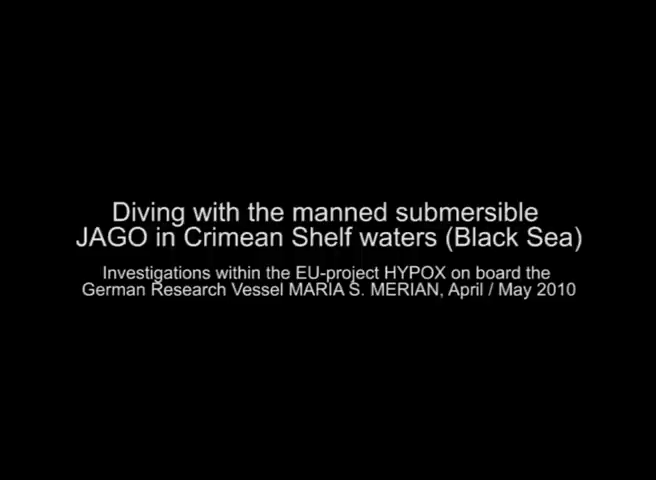 Diving with the manned submersible
JAGO in Crimean Shelf waters (Black Sea)
Investigations within the EU-project HYPOX on board the
German Research Vessel MARIA S. MERIAN, April / May 2010